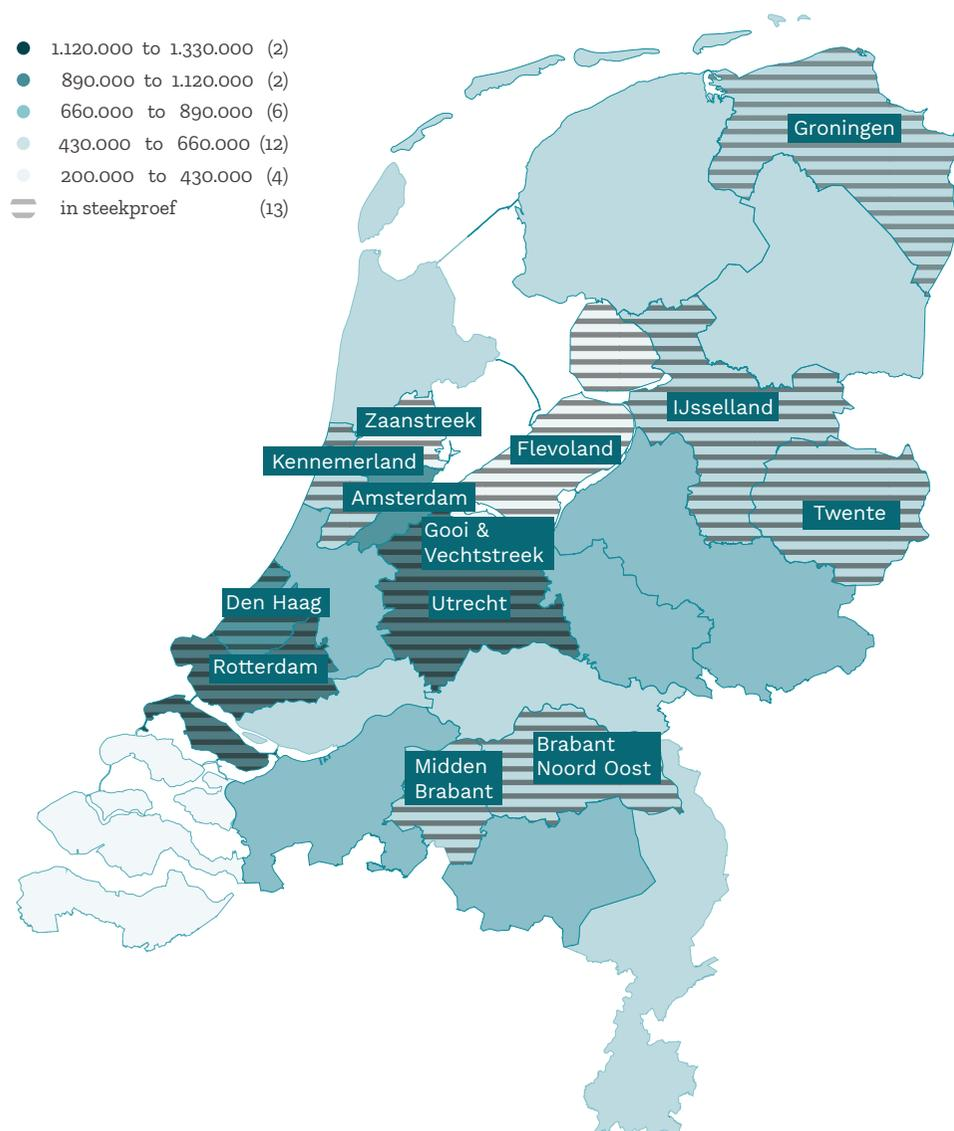 1.120.000 to 1.330.000 (2)
890.000 to 1.120.000 (2)
660.000 to 890.000 (6)
430.000 to 660.000 (12)
200.000 to 430.000 (4)
in steekproef (13)
Groningen
IJsselland
Zaanstreek
Flevoland
Kennemerland
Amsterdam
Twente
Gooi &
Vechtstreek
Den Haag
Utrecht
Rotterdam
Brabant
Noord Oost
Midden
Brabant